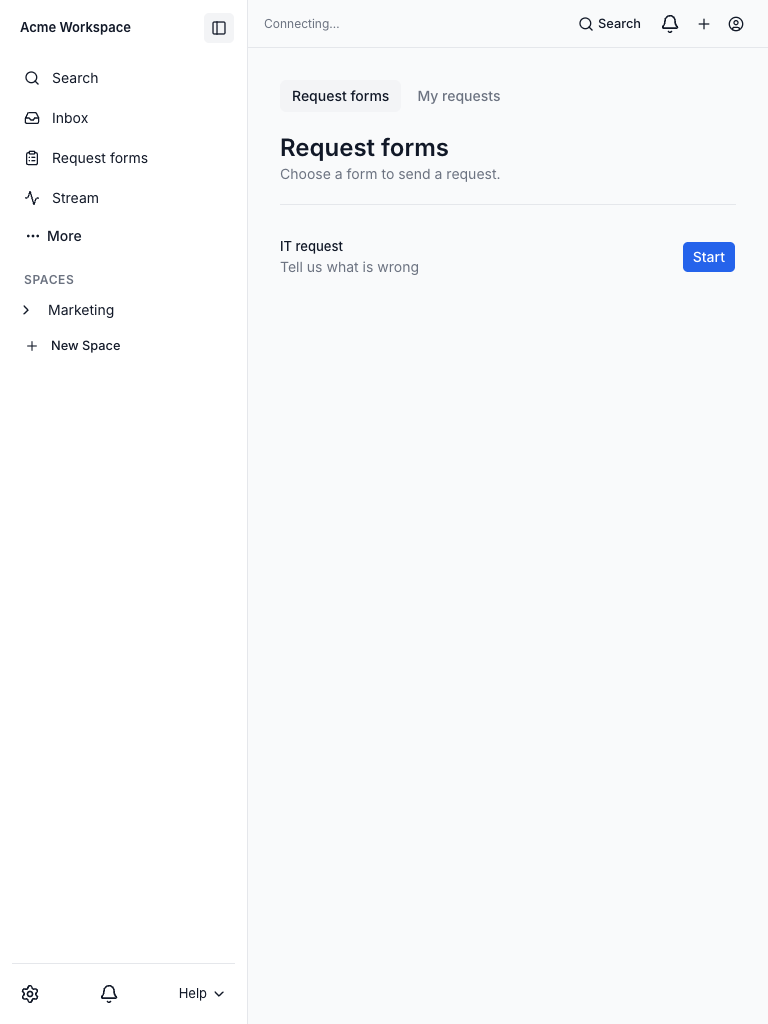 Acme Workspace
Search
Inbox
Request forms
Stream
More
SPACES
Marketing
New Space
Help
Connecting...
Search
Request forms
My requests
Request forms
Choose a form to send a request.
IT request
Tell us what is wrong
Start